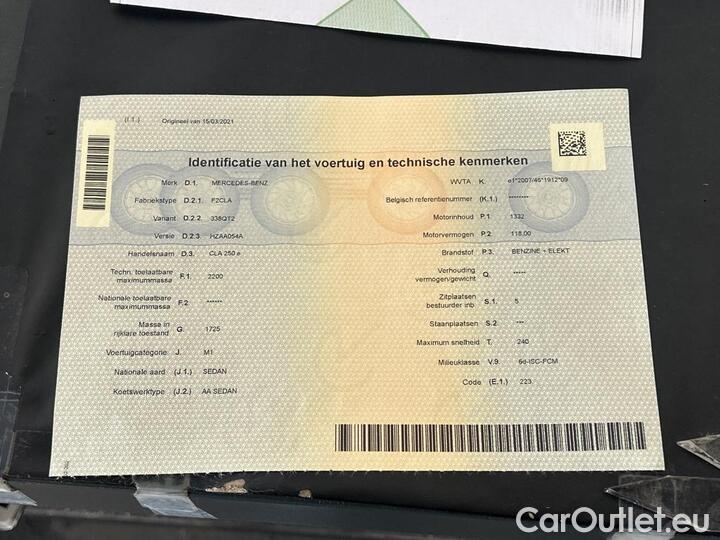 (I.1.) Origineel van 15/03/2021
Identificatie van het voertuig en technische kenmerken
Merk D.1. MERCEDES-BENZ
Fabriekstype D.2.1. F2CLA
Variant D.2.2. 338QT2
Versie D.2.3. HZAA054A
Handelsnaam D.3. CLA 250 e
Techn. toelaatbare
maximummassa F.1. 2200
Nationale toelaatbare
maximummassa F.2. ******
Massa in
rijklare toestand G. 1725
Voertuigcategorie J. M1
Nationale aard (J.1.) SEDAN
Koetswerktype (J.2.) AA SEDAN
WVTA K. e1*2007/46*1912*09
Belgisch referentienummer (K.1.) --------
Motorinhoud P.1. 1332
Motorvermogen P.2. 118.00
Brandstof P.3. BENZINE + ELEKT
Verhouding
vermogen/gewicht Q. -----
Zitplaatsen
bestuurder inb. S.1. 5
Staanplaatsen S.2. ---
Maximum snelheid T. 240
Milieuklasse V.9. 6d-ISC-FCM
Code (E.1.) 223
CarOutlet.eu